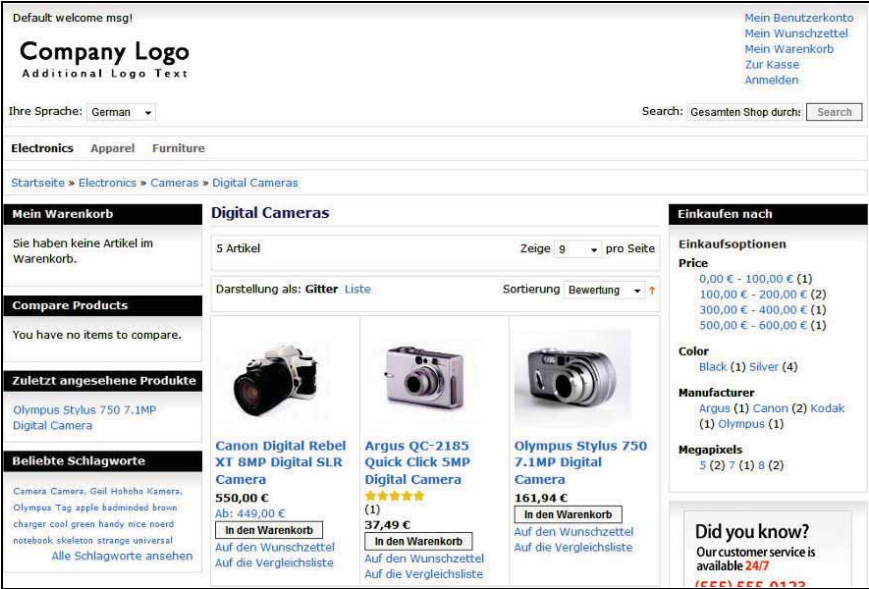 Default welcome msg!
Mein Benutzerkonto
Mein Wunschzettel
Mein Warenkorb
Zur Kasse
Anmelden
Company Logo
Additional Logo Text
Ihre Sprache: German
Search: Gesamten Shop durchs Search
Electronics Apparel Furniture
Startseite » Electronics » Cameras » Digital Cameras
Mein Warenkorb
Sie haben keine Artikel im
Warenkorb.
Compare Products
You have no items to compare.
Zuletzt angesehene Produkte
Olympus Stylus 750 7.1MP
Digital Camera
Beliebte Schlagworte
Camera Camera, Geil Hohoho Kamera,
Olympus Tag apple badminded brown
charger cool green handy nice noerd
notebook skeleton strange universal
Alle Schlagworte ansehen
Digital Cameras
5 Artikel
Zeige 9 pro Seite
Darstellung als: Gitter Liste
Sortierung Bewertung
Canon Digital Rebel
XT 8MP Digital SLR
Camera
550,00 €
Ab: 449,00 €
In den Warenkorb
Auf den Wunschzettel
Auf die Vergleichsliste
Argus QC-2185
Quick Click 5MP
Digital Camera
(1)
37,49 €
In den Warenkorb
Auf den Wunschzettel
Auf die Vergleichsliste
Olympus Stylus 750
7.1MP Digital
Camera
161,94 €
In den Warenkorb
Auf den Wunschzettel
Auf die Vergleichsliste
Einkaufen nach
Einkaufsoptionen
Price
0,00 € - 100,00 € (1)
100,00 € - 200,00 € (2)
300,00 € - 400,00 € (1)
500,00 € - 600,00 € (1)
Color
Black (1) Silver (4)
Manufacturer
Argus (1) Canon (2) Kodak
(1) Olympus (1)
Megapixels
5 (2) 7 (1) 8 (2)
Did you know?
Our customer service is
available 24/7
(555) 555-0123